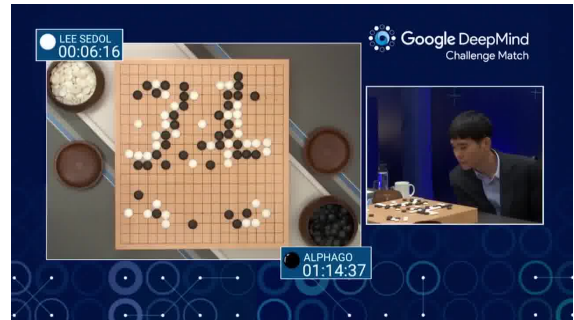 LEE SEDOL
00:06:16
Google DeepMind
Challenge Match
ALPHAGO
01:14:37